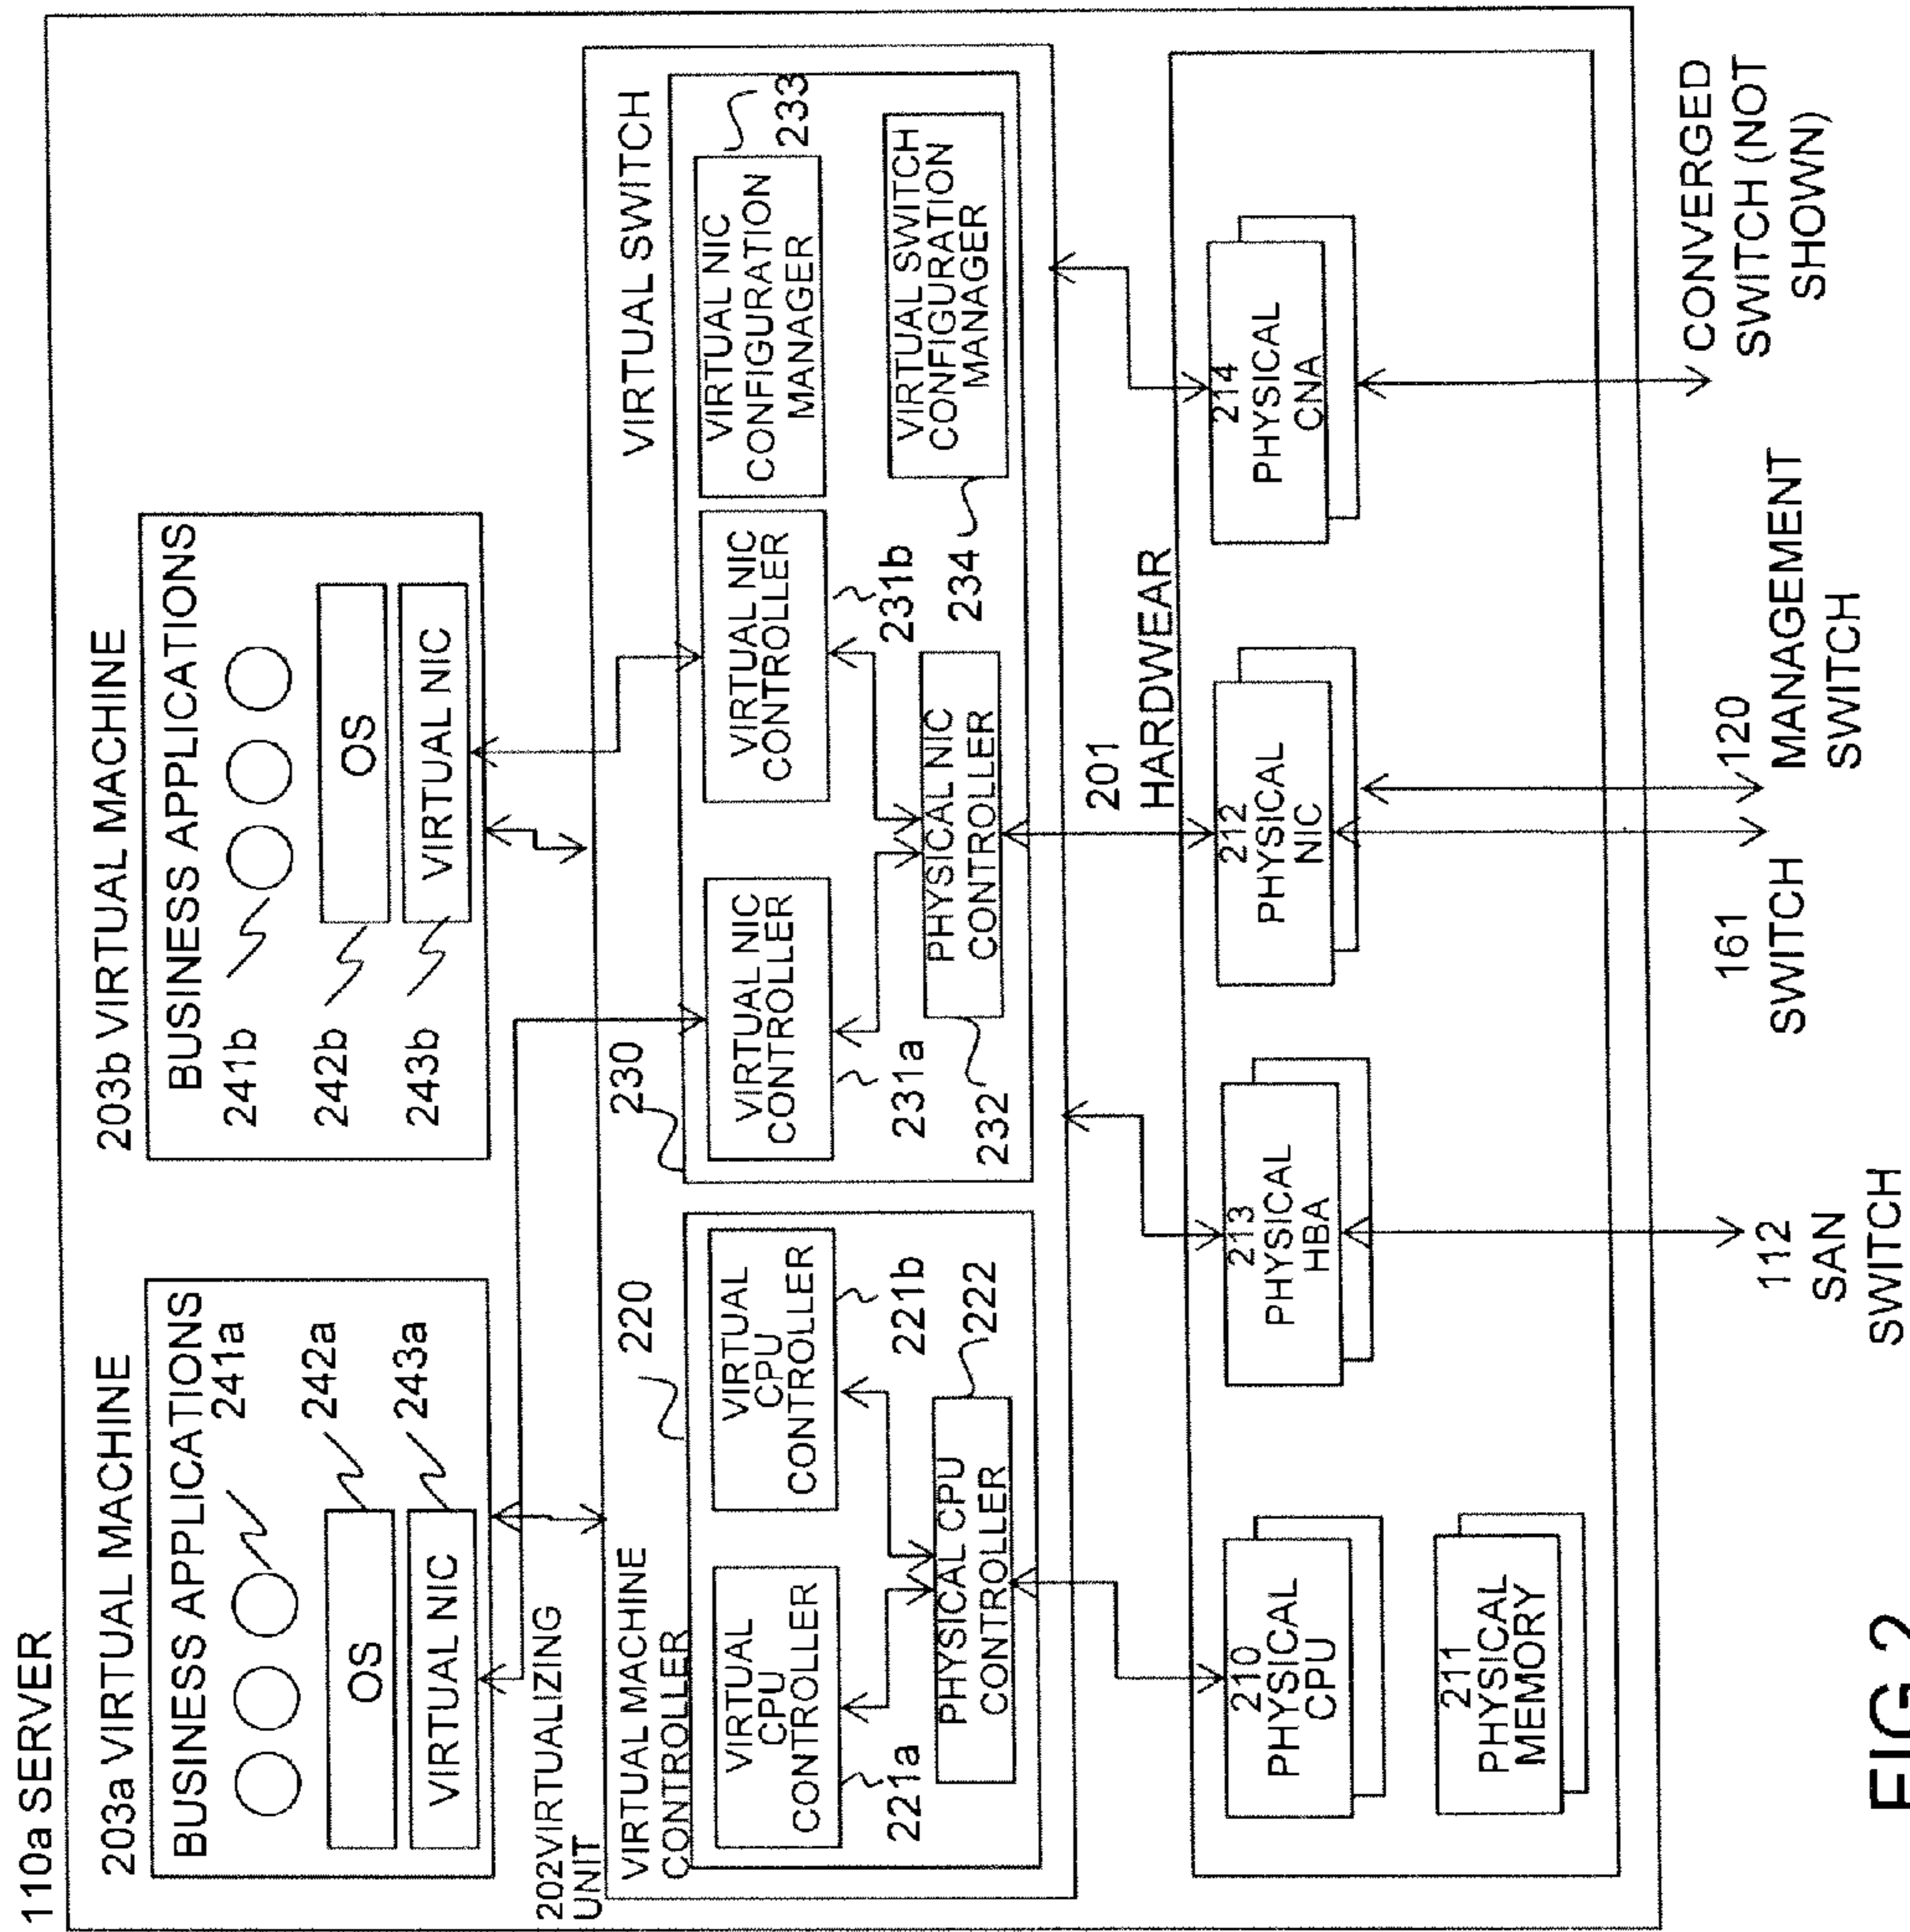 110a SERVER
203a VIRTUAL MACHINE
BUSINESS APPLICATIONS
241a
OS
242a
VIRTUAL NIC
243a
203b VIRTUAL MACHINE
BUSINESS APPLICATIONS
241b
OS
242b
VIRTUAL NIC
243b
202VIRTUALIZING
UNIT
VIRTUAL MACHINE
CONTROLLER
220
VIRTUAL
CPU
CONTROLLER
221a
VIRTUAL
CPU
CONTROLLER
221b
PHYSICAL CPU
CONTROLLER
222
230
VIRTUAL SWITCH
VIRTUAL NIC
CONTROLLER
231a
VIRTUAL NIC
CONTROLLER
231b
VIRTUAL NIC
CONFIGURATION
MANAGER
233
PHYSICAL NIC
CONTROLLER
232
VIRTUAL SWITCH
CONFIGURATION
MANAGER
234
201
HARDWEAR
210
PHYSICAL
CPU
211
PHYSICAL
MEMORY
213
PHYSICAL
HBA
212
PHYSICAL
NIC
214
PHYSICAL
CNA
112
SAN
SWITCH
161
SWITCH
120
MANAGEMENT
SWITCH
CONVERGED
SWITCH (NOT
SHOWN)
FIG.2